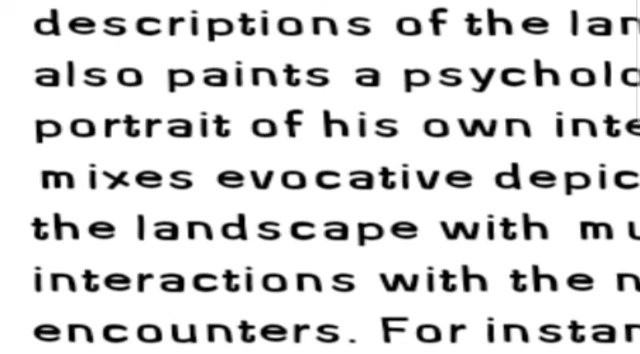 descriptions of the lan
also paints a psycholo
portrait of his own inte
mixes evocative depic
the landscape with mu
interactions with the n
encounters. For instan